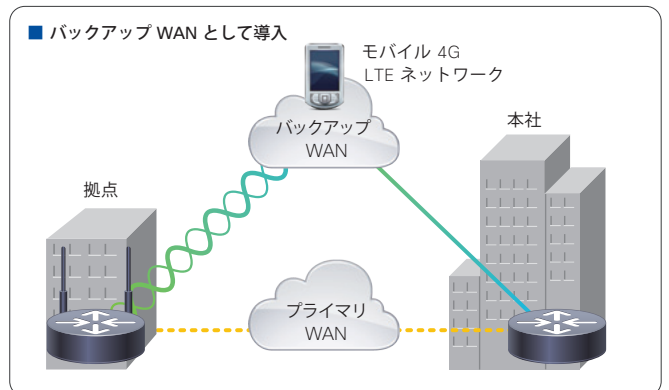 ■ バックアップ WAN として導入
モバイル 4G
LTE ネットワーク
バックアップ
WAN
本社
拠点
プライマリ
WAN